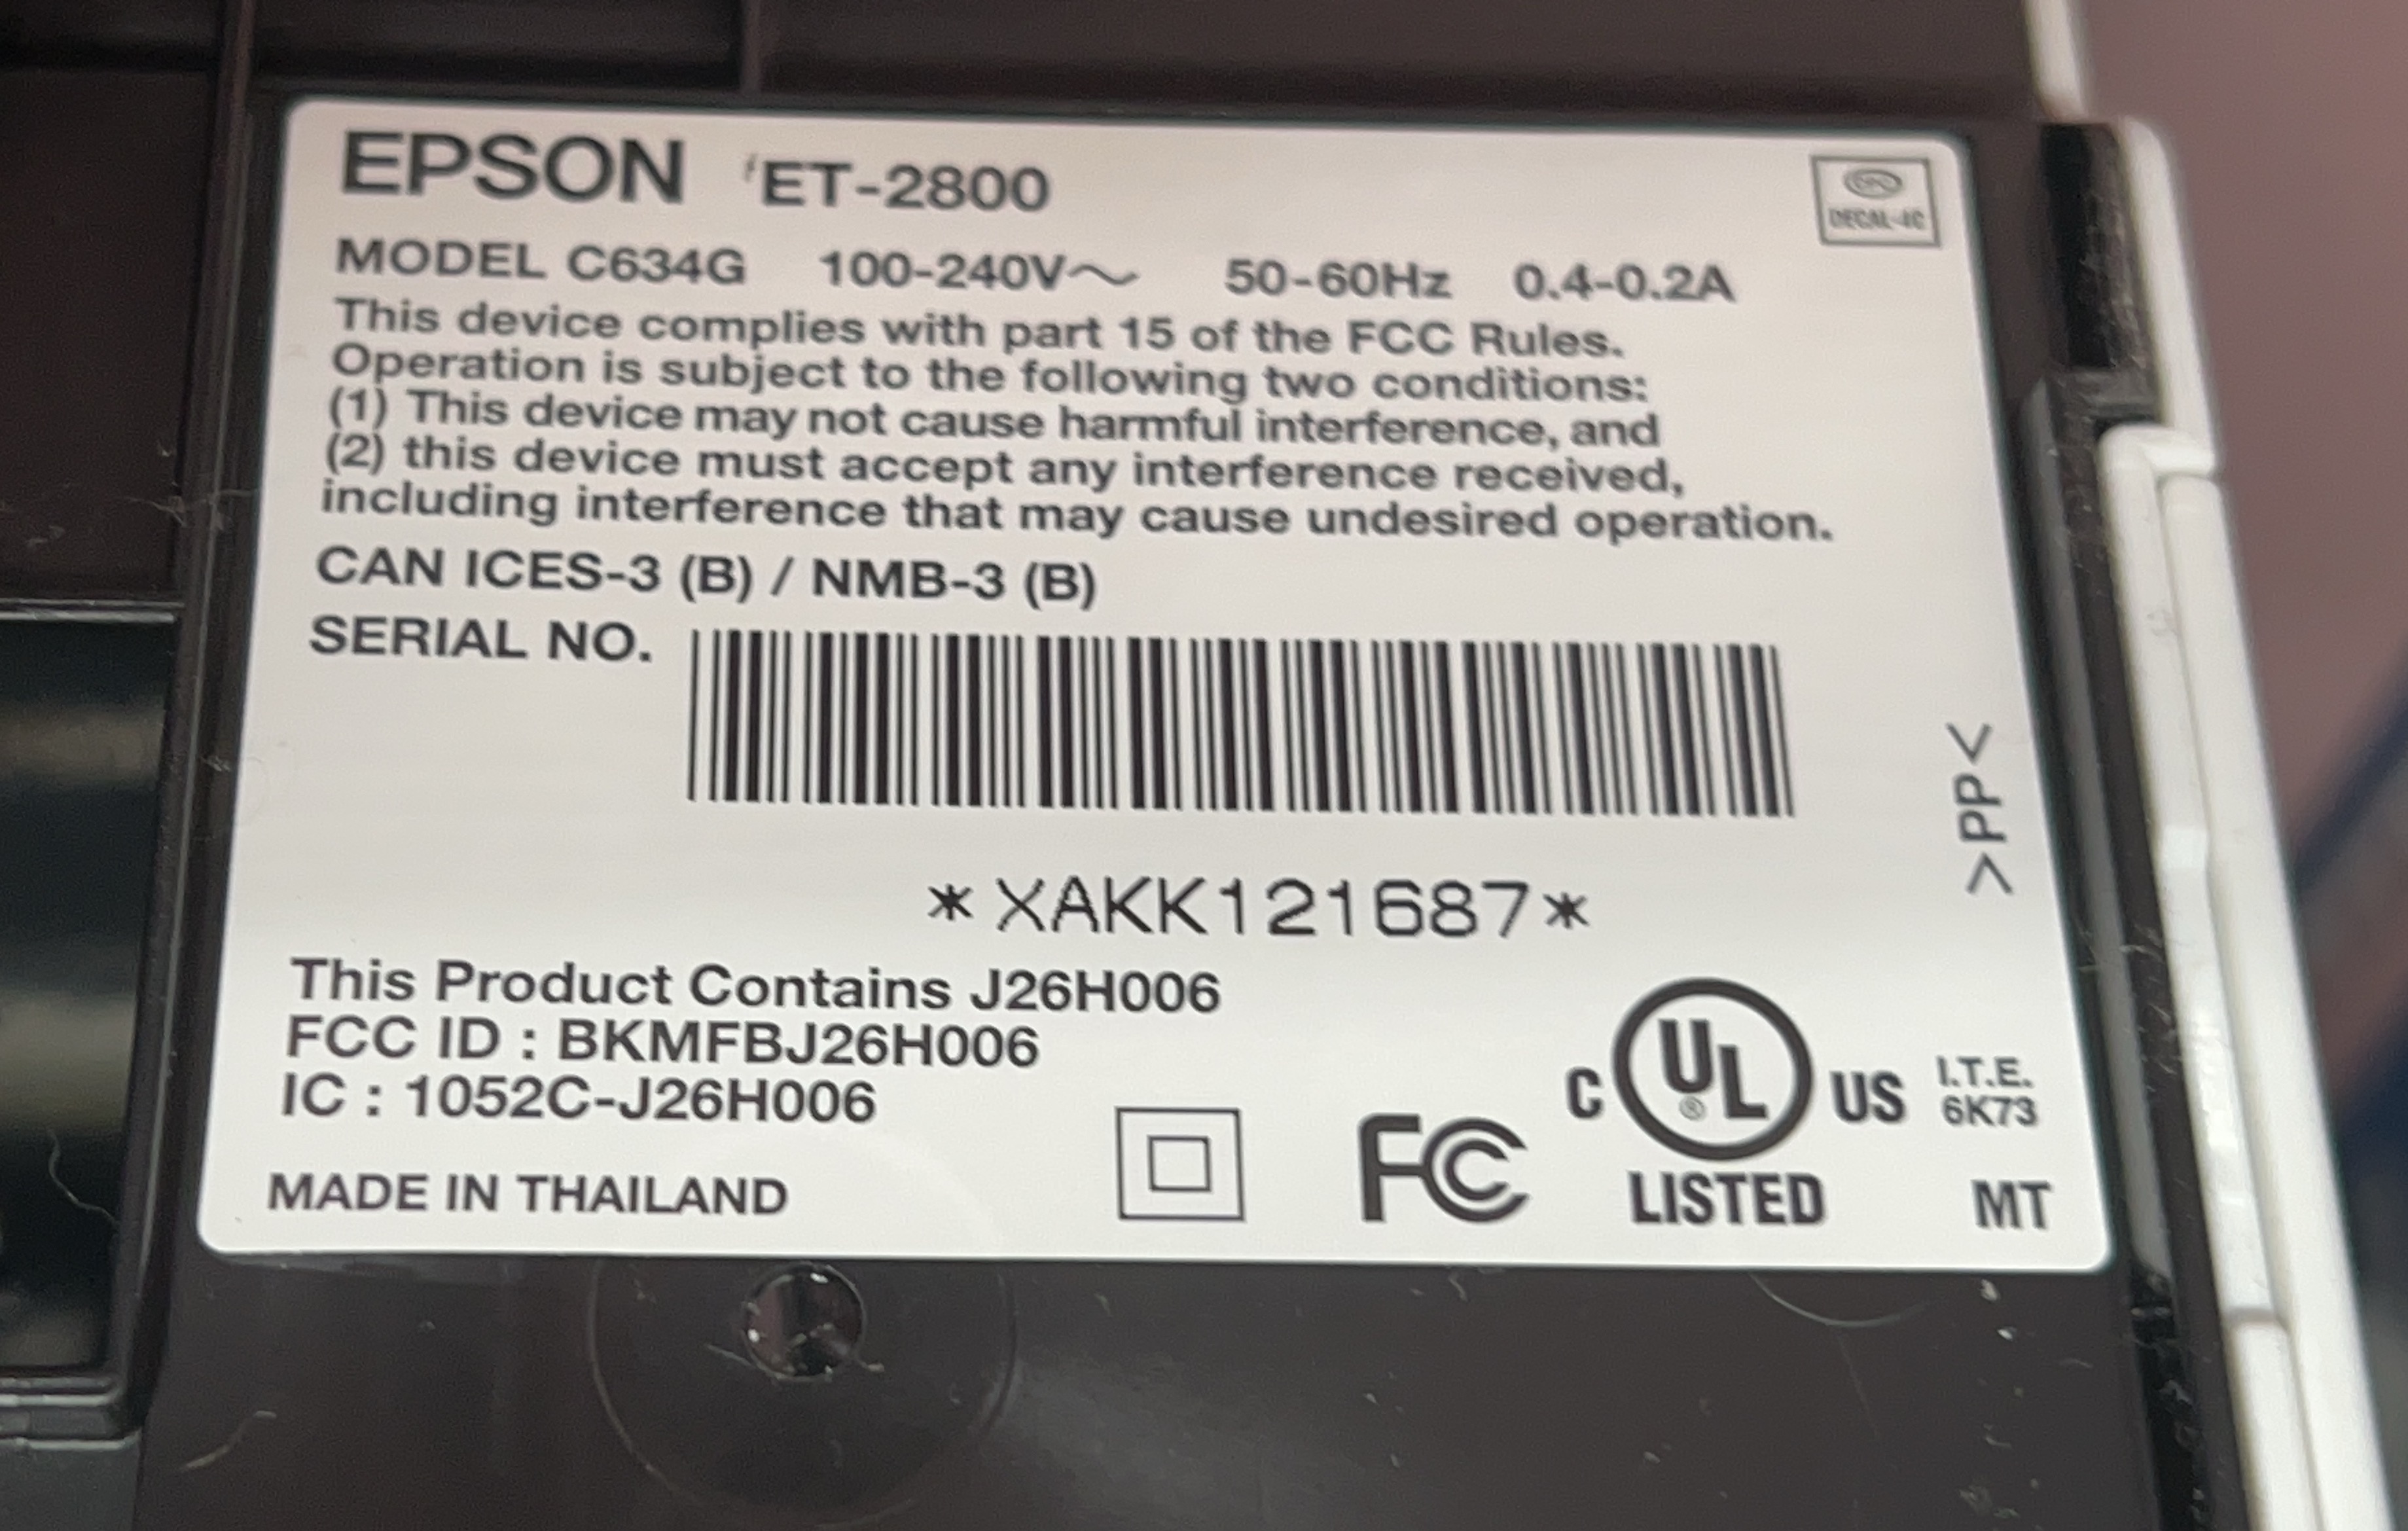 EPSON ET-2800
DECAL-4C
MODEL C634G 100-240V～ 50-60Hz 0.4-0.2A
This device complies with part 15 of the FCC Rules.
Operation is subject to the following two conditions:
(1) This device may not cause harmful interference, and
(2) this device must accept any interference received,
including interference that may cause undesired operation.
CAN ICES-3 (B) / NMB-3 (B)
SERIAL NO.
*XAKK121687*
>PP<
This Product Contains J26H006
FCC ID : BKMFBJ26H006
IC : 1052C-J26H006
MADE IN THAILAND
FC
C UL® US
LISTED
I.T.E.
6K73
MT